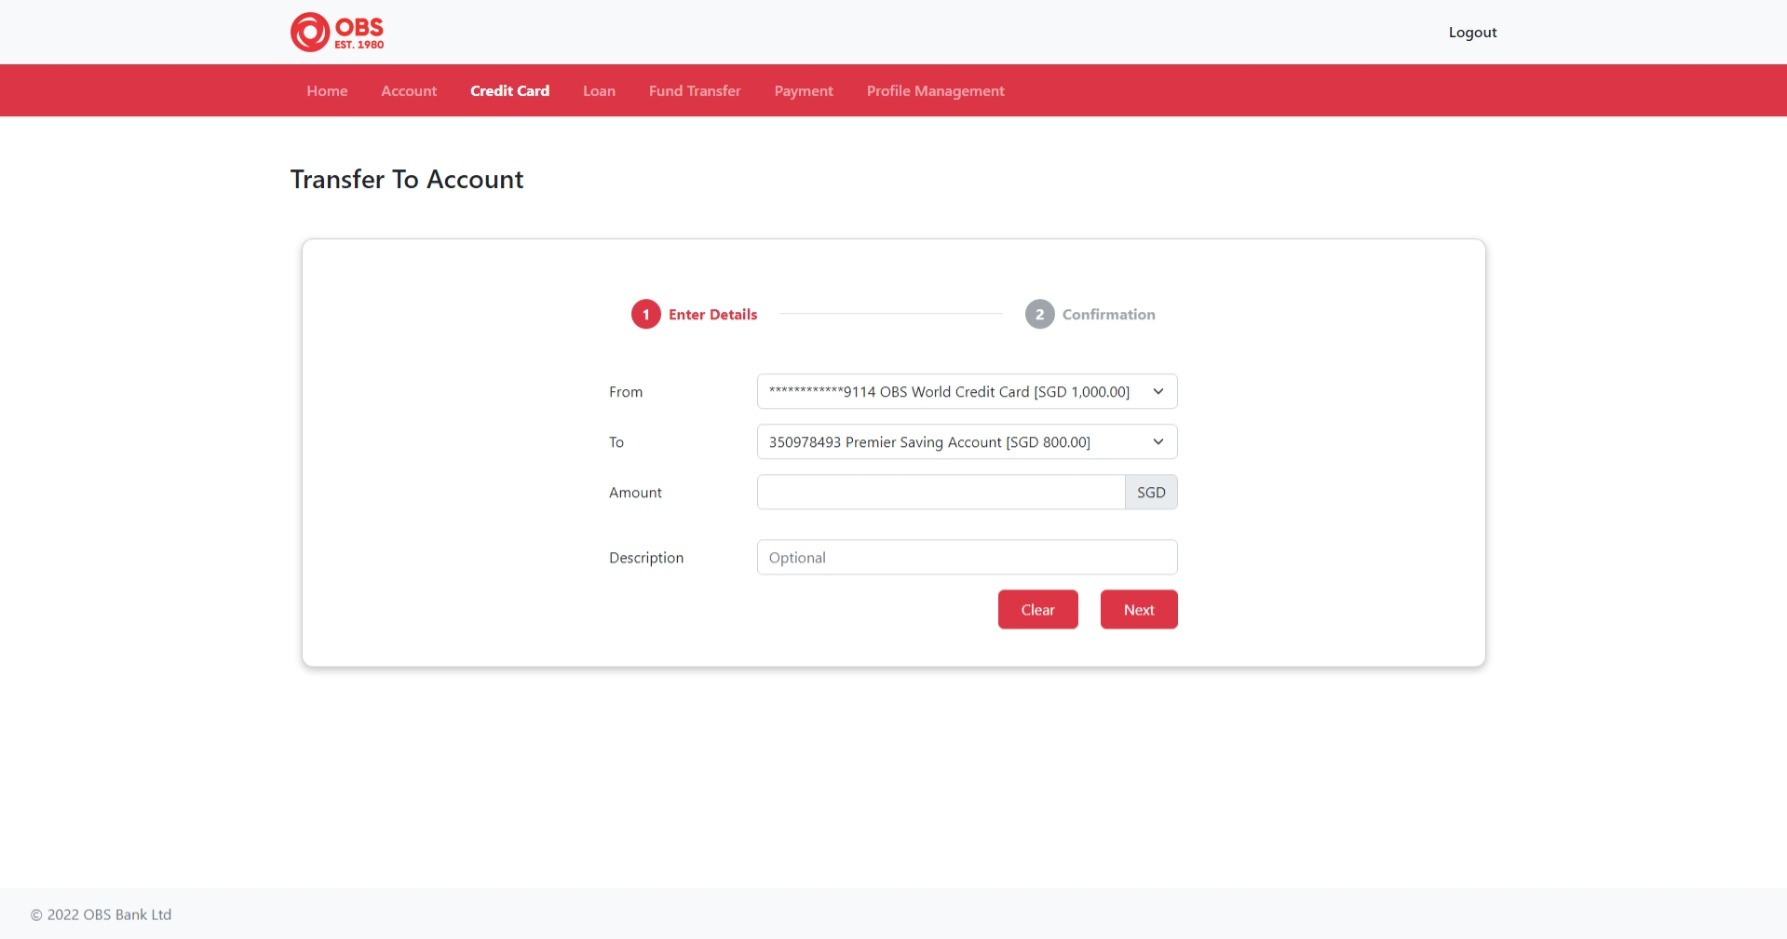 OBS
EST. 1980
Logout
Home Account Credit Card Loan Fund Transfer Payment Profile Management
Transfer To Account
1 Enter Details 2 Confirmation
From ************9114 OBS World Credit Card [SGD 1,000.00]
To 350978493 Premier Saving Account [SGD 800.00]
Amount SGD
Description Optional
Clear Next
© 2022 OBS Bank Ltd